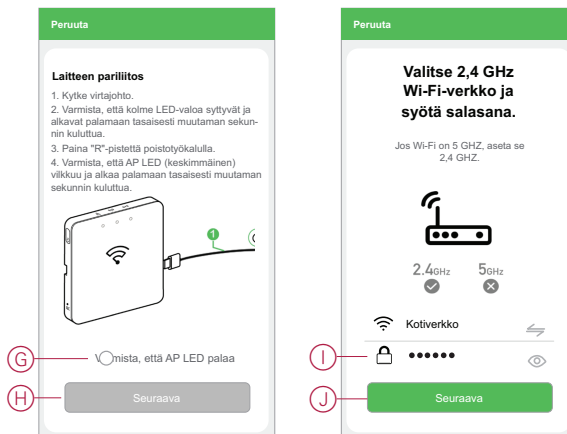 Peruuta
Laitteen pariliitos
1. Kytke virtajohto.
2. Varmista, että kolme LED-valoa syttyvät ja
alkavat palamaan tasaisesti muutaman sekun-
nin kuluttua.
3. Paina "R"-pistettä poistotyökalulla.
4. Varmista, että AP LED (keskimmäinen)
vilkkuu ja alkaa palamaan tasaisesti muutaman
sekunnin kuluttua.
1
G
V mista, että AP LED palaa
H
Seuraava
Peruuta
Valitse 2,4 GHz
Wi-Fi-verkko ja
syötä salasana.
Jos Wi-Fi on 5 GHZ, aseta se
2,4 GHZ.
2.4GHz 5GHz
Kotiverkko
I
J
Seuraava